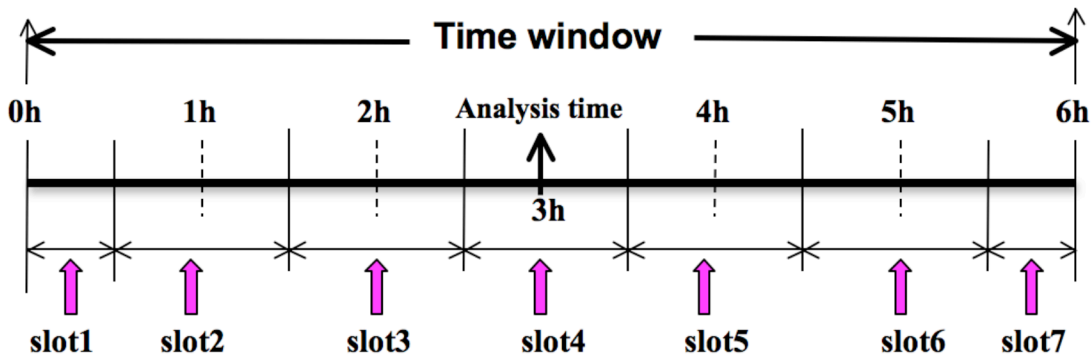 Time window
0h 1h 2h Analysis time 4h 5h 6h
3h
slot1 slot2 slot3 slot4 slot5 slot6 slot7